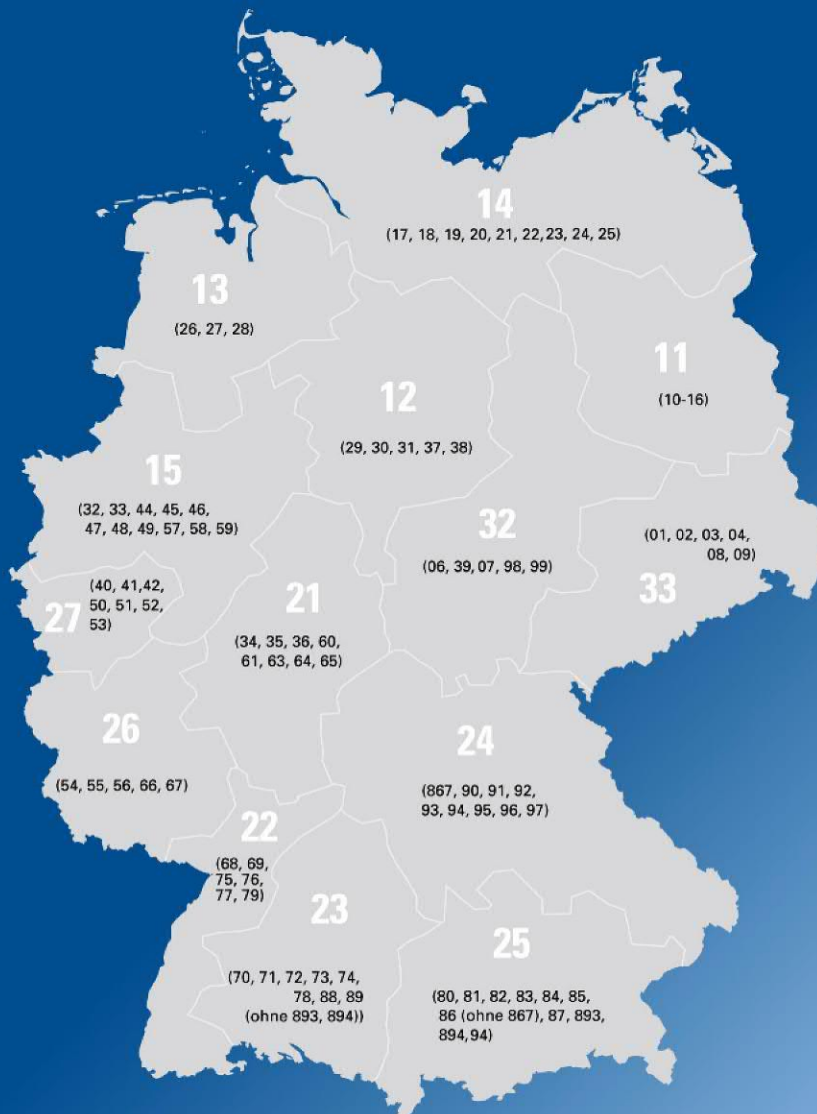 14
(17, 18, 19, 20, 21, 22,23, 24, 25)
13
(26, 27, 28)
11
(10-16)
12
(29, 30, 31, 37, 38)
15
(32, 33, 44, 45, 46,
47, 48, 49, 57, 58, 59)
32
(06, 39, 07, 98, 99)
(01, 02, 03, 04,
08, 09)
33
(40, 41,42,
50, 51, 52,
53)
27
21
(34, 35, 36, 60,
61, 63, 64, 65)
26
(54, 55, 56, 66, 67)
24
(867, 90, 91, 92,
93, 94, 95, 96, 97)
22
(68, 69,
75, 76,
77, 79)
23
(70, 71, 72, 73, 74,
78, 88, 89
(ohne 893, 894))
25
(80, 81, 82, 83, 84, 85,
86 (ohne 867), 87, 893,
894,94)